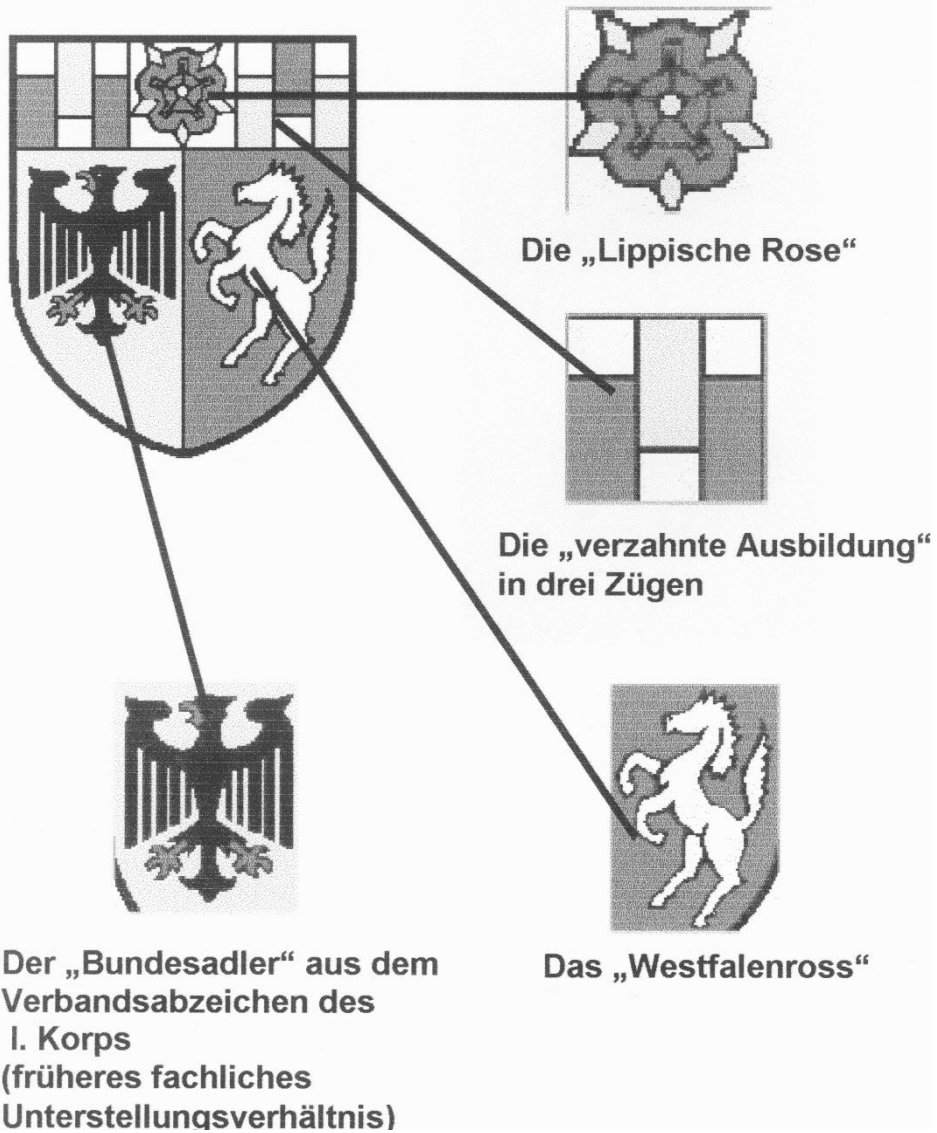 Die „Lippische Rose“
Die „verzahnte Ausbildung“
in drei Zügen
Der „Bundesadler“ aus dem
Verbandsabzeichen des
I. Korps
(früheres fachliches
Unterstellungsverhältnis)
Das „Westfalenross“